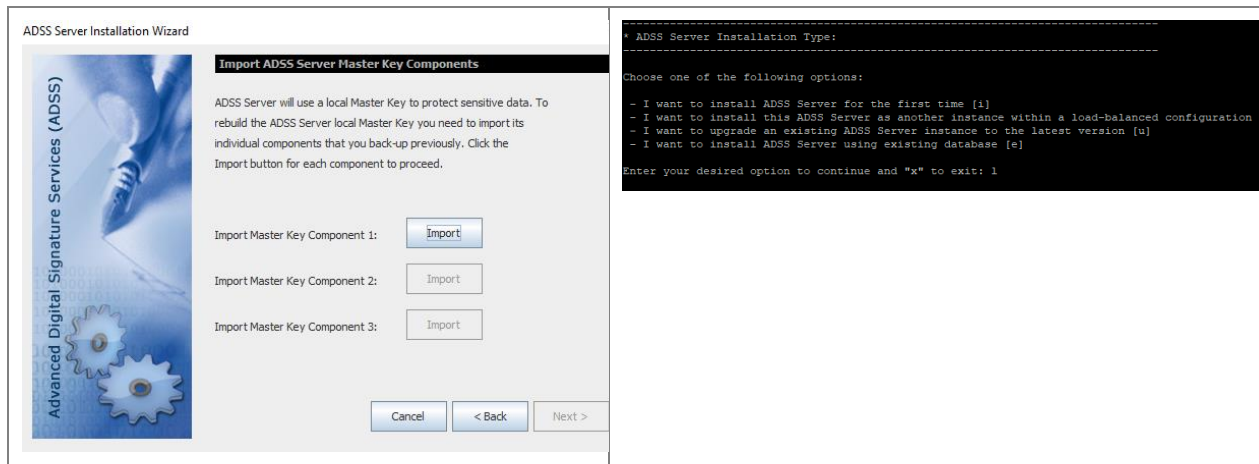 ADSS Server Installation Wizard
Advanced Digital Signature Services (ADSS)
Import ADSS Server Master Key Components
ADSS Server will use a local Master Key to protect sensitive data. To
rebuild the ADSS Server local Master Key you need to import its
individual components that you back-up previously. Click the
Import button for each component to proceed.
Import Master Key Component 1: Import
Import Master Key Component 2: Import
Import Master Key Component 3: Import
Cancel < Back Next >
--------------------------------------------------------------------------
* ADSS Server Installation Type:
--------------------------------------------------------------------------
Choose one of the following options:
- I want to install ADSS Server for the first time [i]
- I want to install this ADSS Server as another instance within a load-balanced configuration
- I want to upgrade an existing ADSS Server instance to the latest version [u]
- I want to install ADSS Server using existing database [e]
Enter your desired option to continue and "x" to exit: l